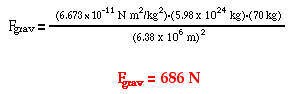 F_grav = (6.673 x 10^-11 N m^2/kg^2)•(5.98 x 10^24 kg)•(70 kg) / (6.38 x 10^6 m)^2
F_grav = 686 N